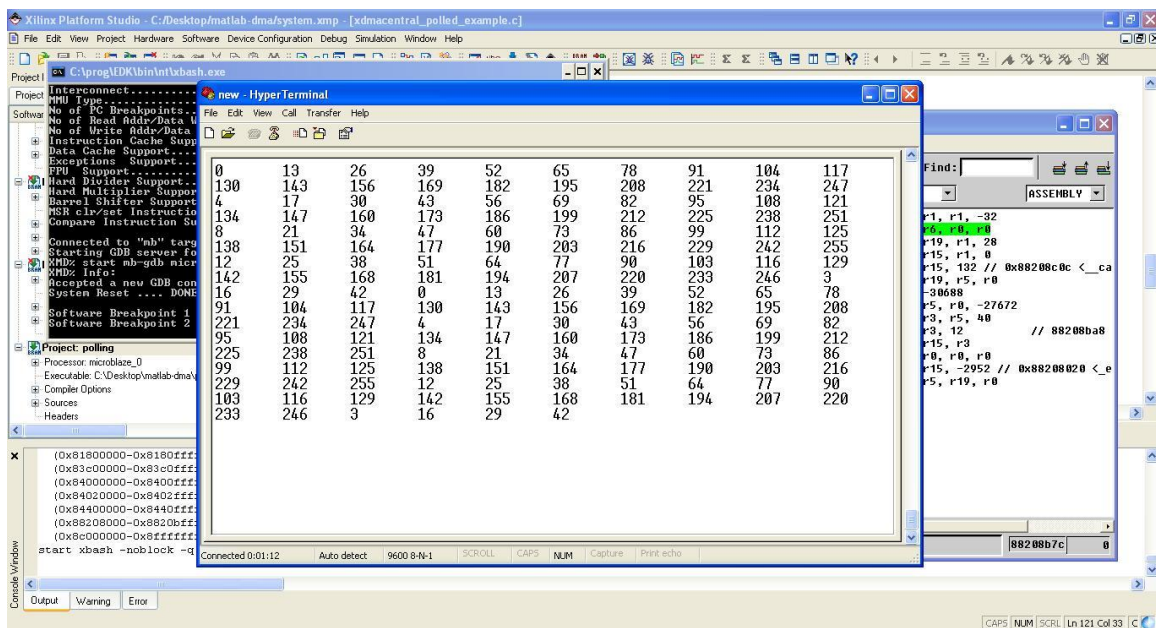 Xilinx Platform Studio - C:/Desktop/matlab-dma/system.xmp - [xdmacentral_polled_example.c]
File Edit View Project Hardware Software Device Configuration Debug Simulation Window Help
C:\prog\EDK\bin\nt\xbash.exe
Interconnect
MMU Type
No of PC Breakpoints
No of Read Addr/Data
No of Write Addr/Data
Instruction Cache
Data Cache Support
Exceptions Support
FPU Support
Hard Divider Support
Hard Multiplier
Barrel Shifter Support
MSR clr/set
Compare Instruction
Connected to "mb"
Starting GDB server
XMD% start mb-gdb
XMD% Info:
Accepted a new GDB
System Reset .... DONE
Software Breakpoint 1
Software Breakpoint 2
new - HyperTerminal
File Edit View Call Transfer Help
0 13 26 39 52 65 78 91 104 117
130 143 156 169 182 195 208 221 234 247
4 17 30 43 56 69 82 95 108 121
134 147 160 173 186 199 212 225 238 251
8 21 34 47 60 73 86 99 112 125
138 151 164 177 190 203 216 229 242 255
12 25 38 51 64 77 90 103 116 129
142 155 168 181 194 207 220 233 246 3
16 29 42 0 13 26 39 52 65 78
91 104 117 130 143 156 169 182 195 208
221 234 247 4 17 30 43 56 69 82
95 108 121 134 147 160 173 186 199 212
225 238 251 8 21 34 47 60 73 86
99 112 125 138 151 164 177 190 203 216
229 242 255 12 25 38 51 64 77 90
103 116 129 142 155 168 181 194 207 220
233 246 3 16 29 42
Connected 0:01:12 Auto detect 9600 8-N-1 SCROLL CAPS NUM Capture Print echo
Find:
ASSEMBLY
r1, r1, -32
r6, r0, r0
r19, r1, 28
r15, r1, 0
r15, 132 // 0x88208c0c <__ca
r19, r5, r0
-30688
r5, r0, -27672
r3, r5, 40
r3, 12 // 88208ba8
r15, r3
r0, r0, r0
r15, -2952 // 0x88208020 <_e
r5, r19, r0
88208b7c 0
Project: polling
Processor: microblaze_0
Executable: C:\Desktop\matlab-dma\
Compiler Options
Sources
Headers
(0x81800000-0x8180fff
(0x83c00000-0x83c0fff
(0x84000000-0x8400fff
(0x84020000-0x8402fff
(0x84400000-0x8440fff
(0x88208000-0x8820bff
(0x8c000000-0x8ffffff
start xbash -noblock -q
Console Window
Output Warning Error
CAPS NUM SCRL Ln 121 Col 33 C